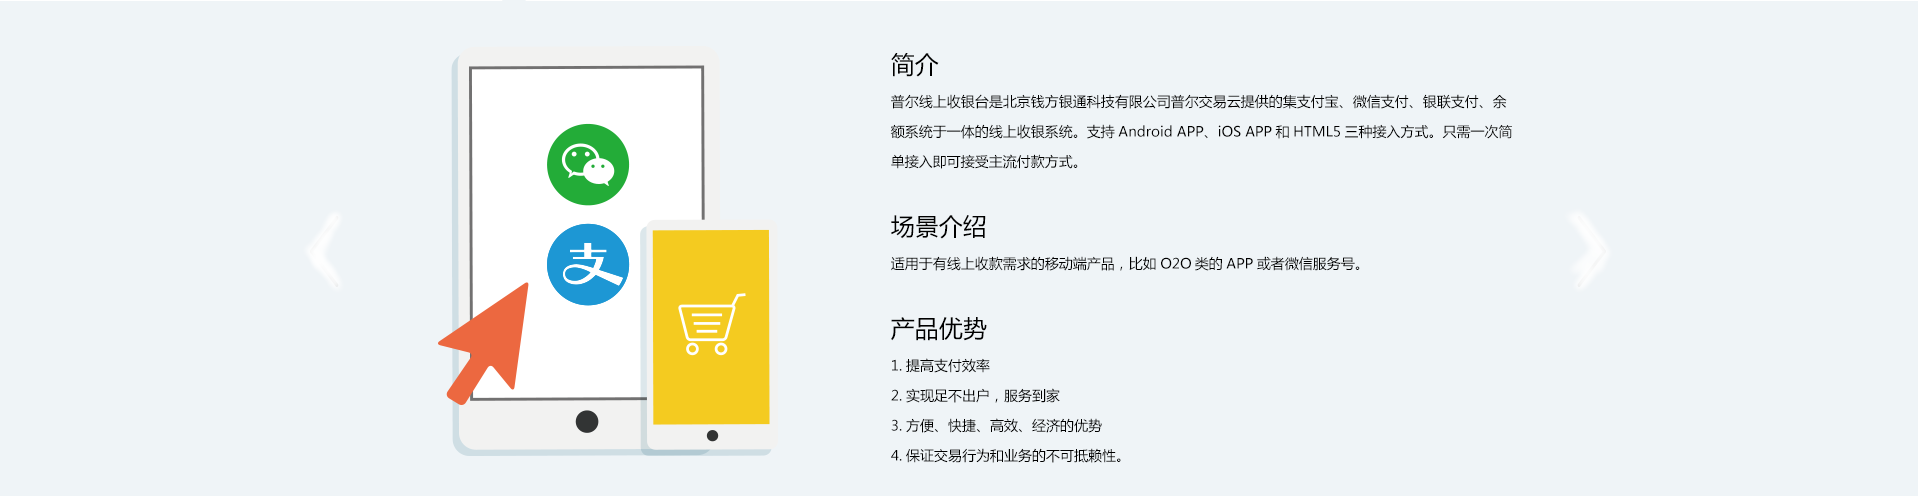 简介
普尔线上收银台是北京钱方银通科技有限公司普尔交易云提供的集支付宝、微信支付、银联支付、余
额系统于一体的线上收银系统。支持 Android APP、iOS APP 和 HTML5 三种接入方式。只需一次简
单接入即可接受主流付款方式。
场景介绍
适用于有线上收款需求的移动端产品，比如 O2O 类的 APP 或者微信服务号。
产品优势
1. 提高支付效率
2. 实现足不出户，服务到家
3. 方便、快捷、高效、经济的优势
4. 保证交易行为和业务的不可抵赖性。
支